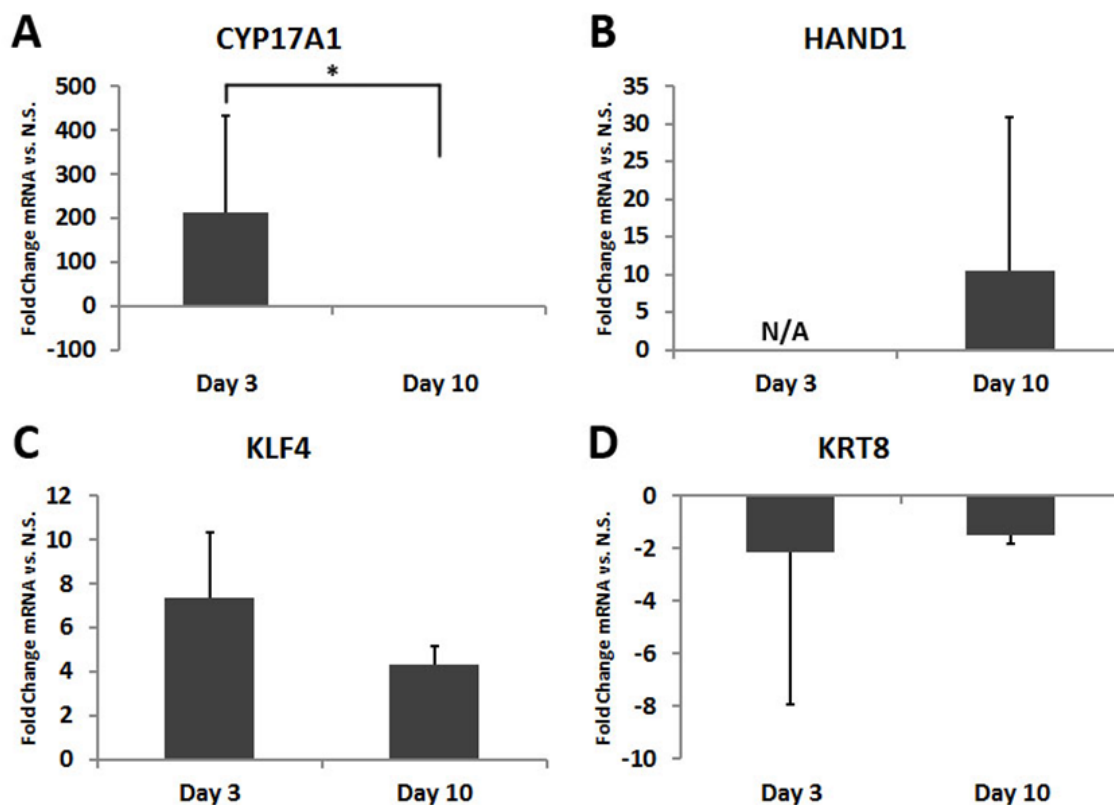 A
CYP17A1
Fold Change mRNA vs. N.S.
500
400
300
200
100
0
-100
*
Day 3
Day 10
B
HAND1
Fold Change mRNA vs. N.S.
35
30
25
20
15
10
5
0
N/A
Day 3
Day 10
C
KLF4
Fold Change mRNA vs. N.S.
12
10
8
6
4
2
0
Day 3
Day 10
D
KRT8
Fold Change mRNA vs. N.S.
0
-2
-4
-6
-8
-10
Day 3
Day 10